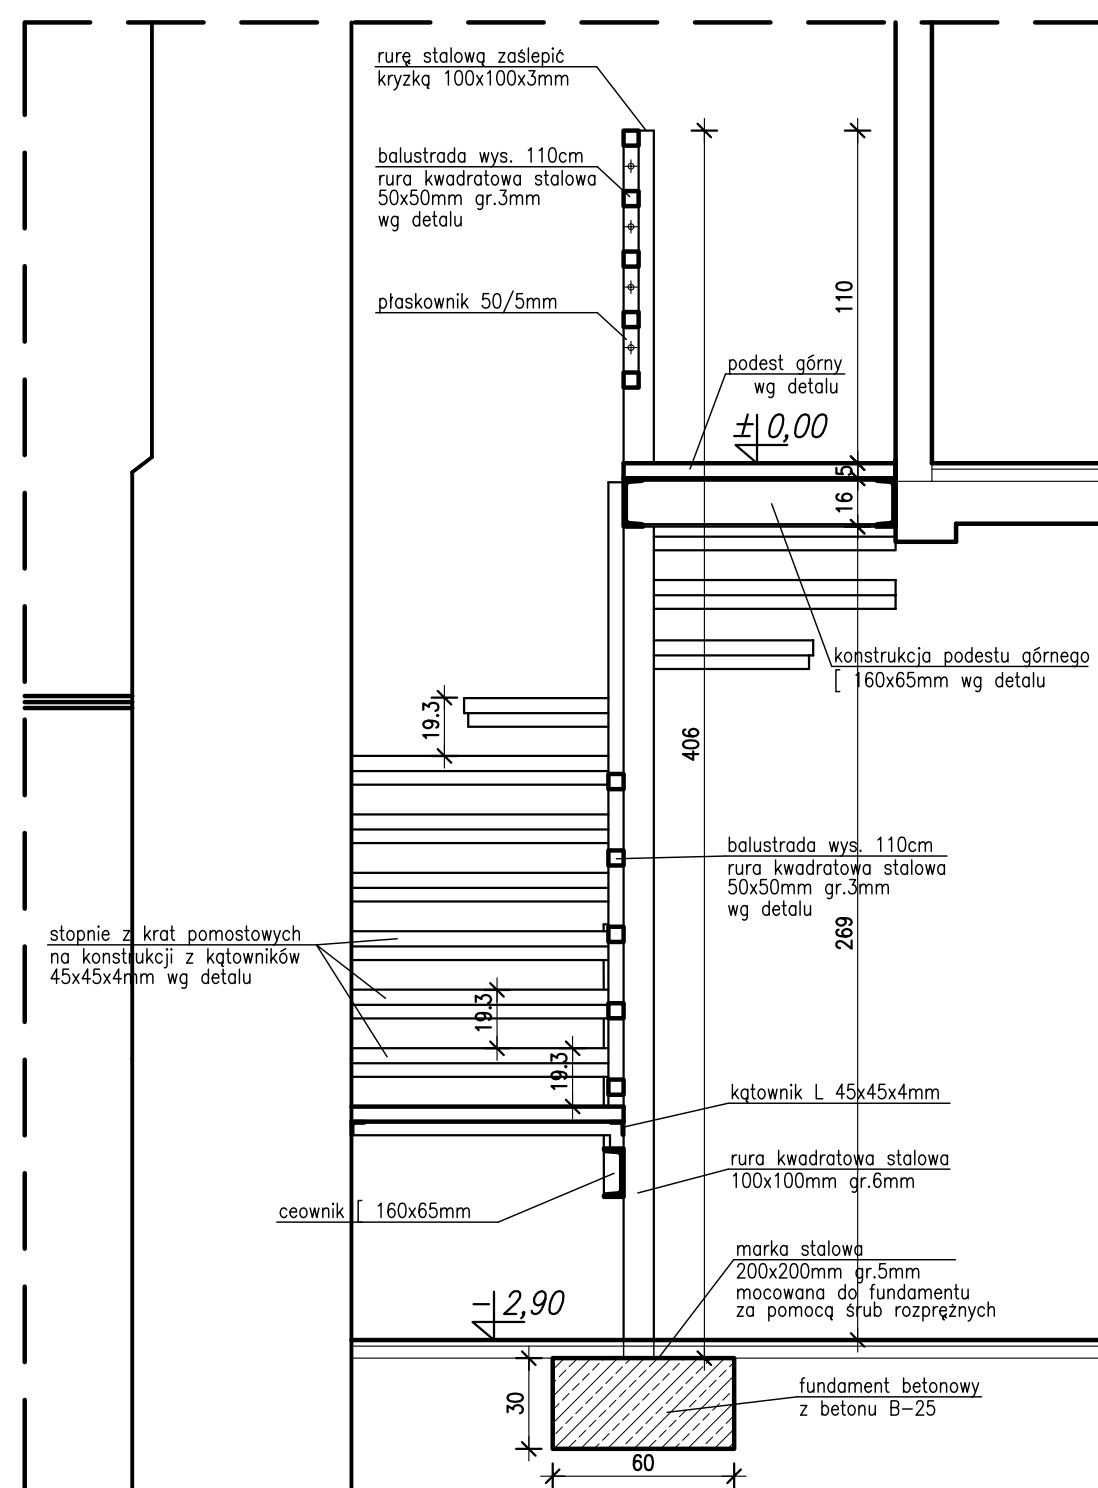 rurę stalową zaślepić
kryzką 100x100x3mm
balustrada wys. 110cm
rura kwadratowa stalowa
50x50mm gr.3mm
wg detalu
płaskownik 50/5mm
110
podest górny
wg detalu
± 0,00
5
16
konstrukcja podestu górnego
[ 160x65mm wg detalu
19.3
406
balustrada wys. 110cm
rura kwadratowa stalowa
50x50mm gr.3mm
wg detalu
269
stopnie z krat pomostowych
na konstrukcji z kątowników
45x45x4mm wg detalu
19.3
19.3
kątownik L 45x45x4mm
rura kwadratowa stalowa
100x100mm gr.6mm
ceownik [ 160x65mm
marka stalowa
200x200mm gr.5mm
mocowana do fundamentu
za pomocą śrub rozprężnych
- 2,90
fundament betonowy
z betonu B-25
30
60